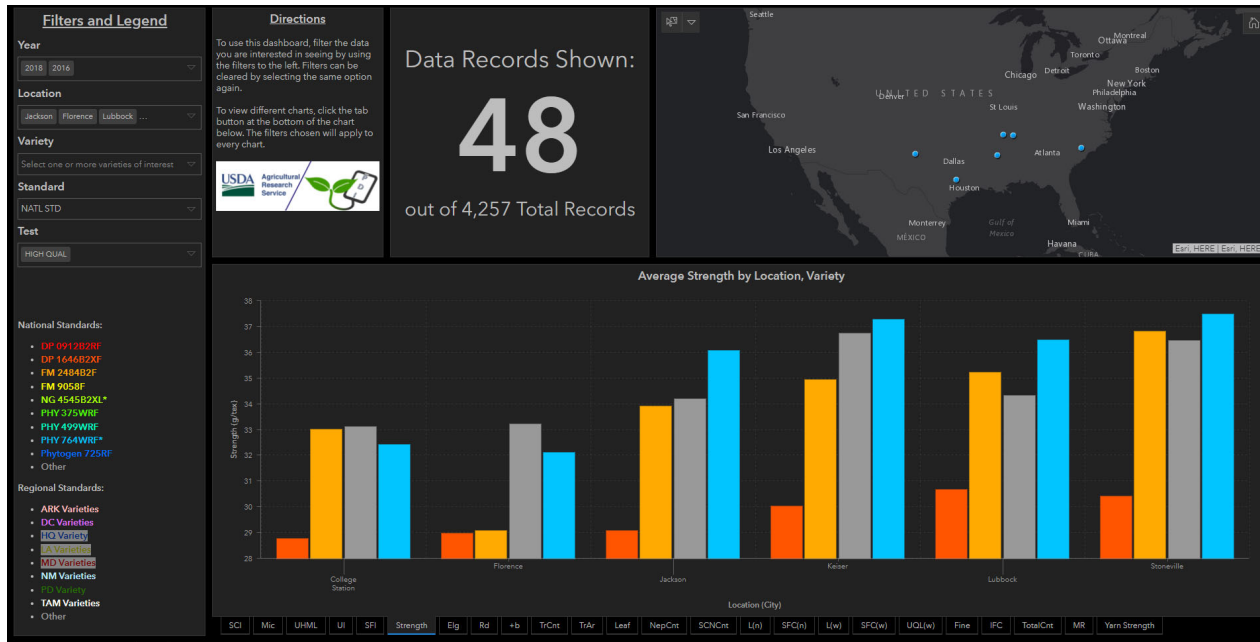 Filters and Legend
Year
2018 2016
Location
Jackson Florence Lubbock ...
Variety
Select one or more varieties of interest
Standard
NATL STD
Test
HIGH QUAL
National Standards:
• DP 0912B2RF
• DP 1646B2XF
• FM 2484B2F
• FM 9058F
• NG 4545B2XL*
• PHY 375WRF
• PHY 499WRF
• PHY 764WRF*
• Phytogen 725RF
• Other
Regional Standards:
• ARK Varieties
• DC Varieties
• HQ Variety
• LA Varieties
• MD Varieties
• NM Varieties
• PD Variety
• TAM Varieties
• Other
Directions
To use this dashboard, filter the data
you are interested in seeing by using
the filters to the left. Filters can be
cleared by selecting the same option
again.
To view different charts, click the tab
button at the bottom of the chart
below. The filters chosen will apply to
every chart.
USDA
Agricultural
Research
Service
P D
Data Records Shown:
48
out of 4,257 Total Records
Seattle
Montreal
Ottawa
Toronto
Chicago Detroit Boston
New York
UNITED STATES
Denver
Philadelphia
St Louis Washington
San Francisco
Los Angeles
Atlanta
Dallas
Houston
Monterrey
Gulf of
Mexico
Miami
MÉXICO
Havana
CUBA
Esri, HERE | Esri, HERE
Average Strength by Location, Variety
38
37
36
35
34
33
32
31
30
29
28
Strength (g/tex)
College
Station
Florence
Jackson
Keiser
Lubbock
Stoneville
Location (City)
SCI Mic UHML UI SFI Strength Elg Rd +b TrCnt TrAr Leaf NepCnt SCNCnt L(n) SFC(n) L(w) SFC(w) UQL(w) Fine IFC TotalCnt MR Yarn Strength